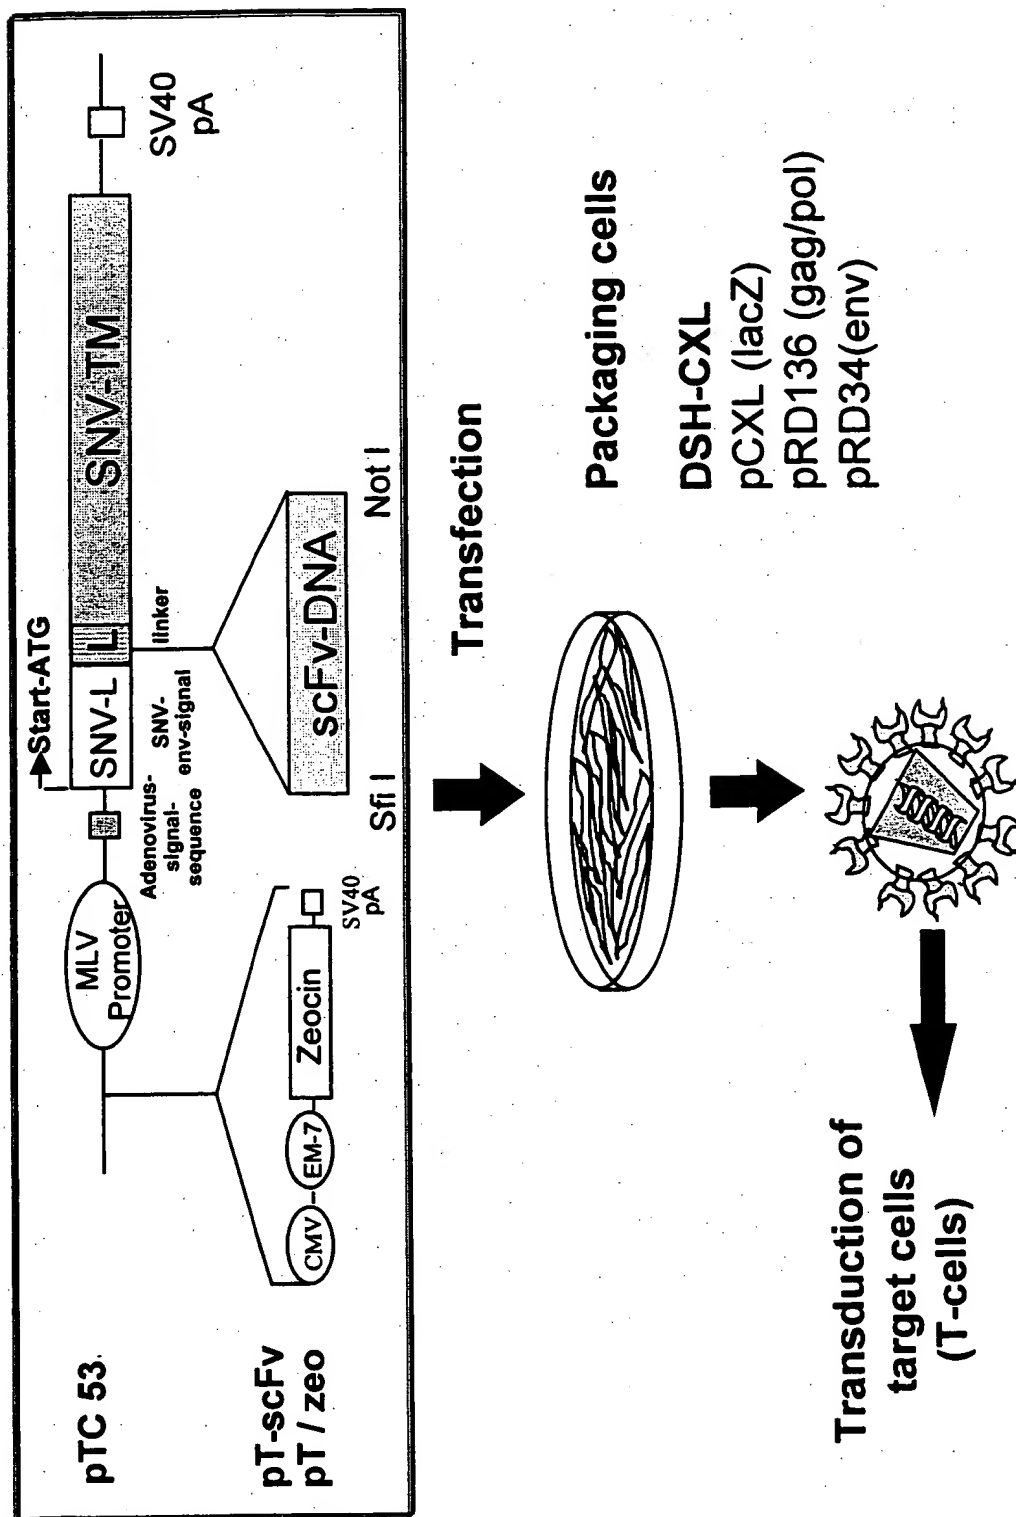 pTC 53
MLV
Promoter
Start-ATG
SNV-L
L
SNV-TM
SV40
pA
Adenovirus-
signal-
sequence
SNV-
env-signal
linker
pT-scFv
pT / zeo
CMV
EM-7
Zeocin
SV40
pA
Sfi I
scFv-DNA
Not I
Transfection
Packaging cells
DSH-CXL
pCXL (lacZ)
pRD136 (gag/pol)
pRD34(env)
Transduction of
target cells
(T-cells)